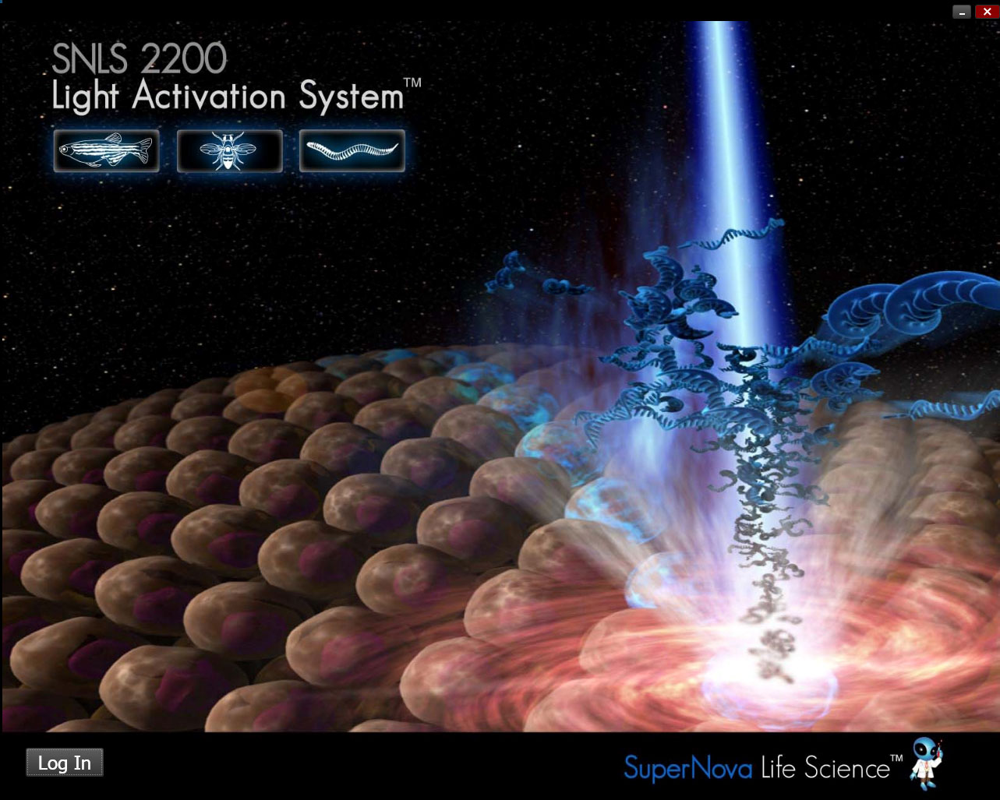 SNLS 2200
Light Activation System™
Log In
SuperNova Life Science™